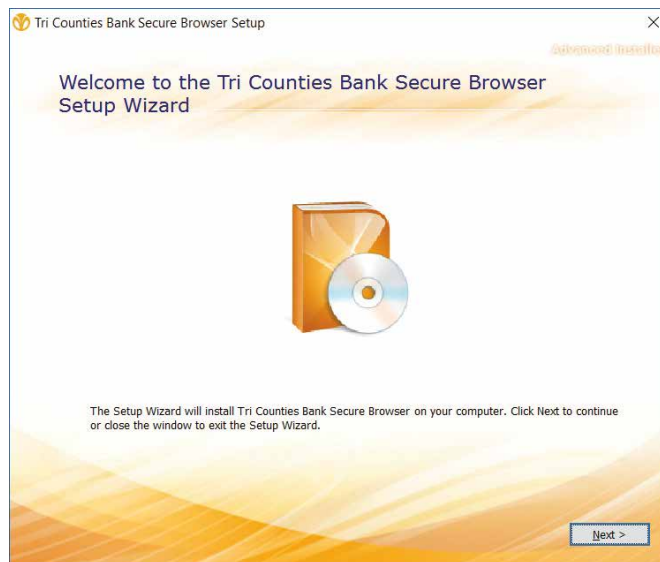 Tri Counties Bank Secure Browser Setup
Advanced Installe
Welcome to the Tri Counties Bank Secure Browser
Setup Wizard
The Setup Wizard will install Tri Counties Bank Secure Browser on your computer. Click Next to continue
or close the window to exit the Setup Wizard.
Next >